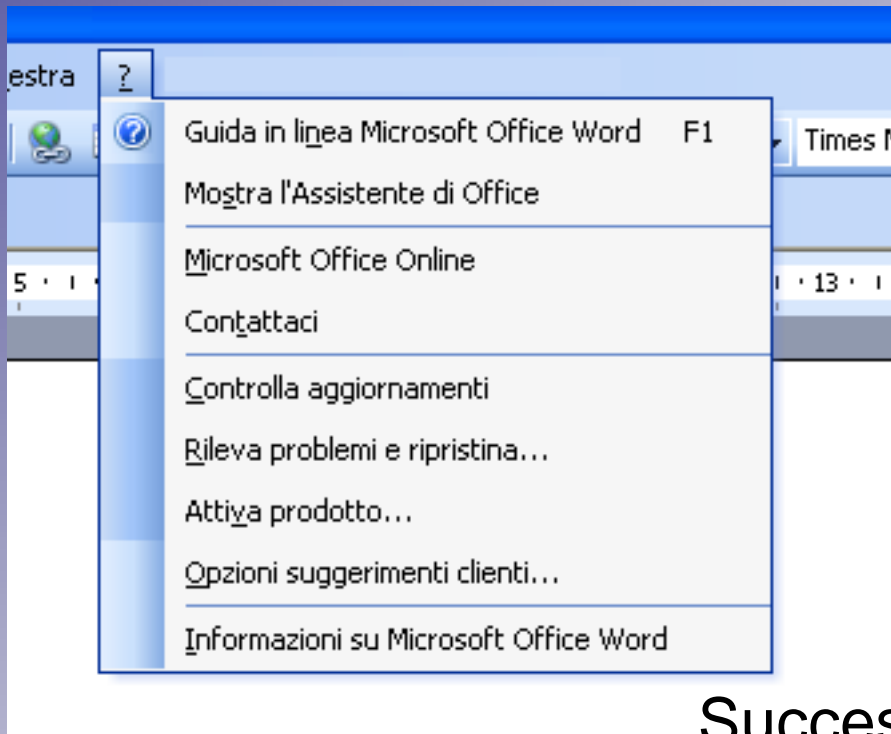 estra ?
Guida in linea Microsoft Office Word F1
Times
Mostra l'Assistente di Office
Microsoft Office Online
5 13
Contattaci
Controlla aggiornamenti
Rileva problemi e ripristina...
Attiva prodotto...
Opzioni suggerimenti clienti...
Informazioni su Microsoft Office Word
Succes